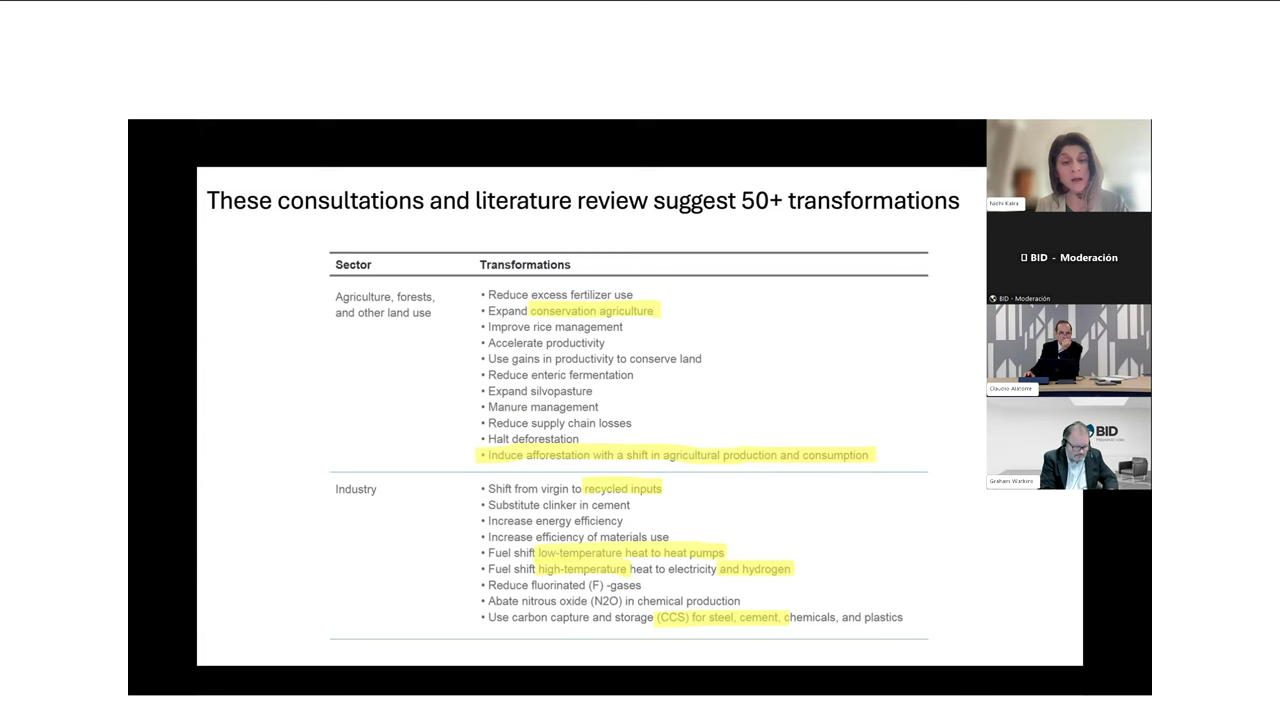 These consultations and literature review suggest 50+ transformations
Sector Transformations
Agriculture, forests,
and other land use
• Reduce excess fertilizer use
• Expand conservation agriculture
• Improve rice management
• Accelerate productivity
• Use gains in productivity to conserve land
• Reduce enteric fermentation
• Expand silvopasture
• Manure management
• Reduce supply chain losses
• Halt deforestation
• Induce afforestation with a shift in agricultural production and consumption
Industry
• Shift from virgin to recycled inputs
• Substitute clinker in cement
• Increase energy efficiency
• Increase efficiency of materials use
• Fuel shift low-temperature heat to heat pumps
• Fuel shift high-temperature heat to electricity and hydrogen
• Reduce fluorinated (F) -gases
• Abate nitrous oxide (N2O) in chemical production
• Use carbon capture and storage (CCS) for steel, cement, chemicals, and plastics
Nidhi Kalra
BID - Moderación
BID - Moderación
Claudio Alatorre
BID
Graham Watkins